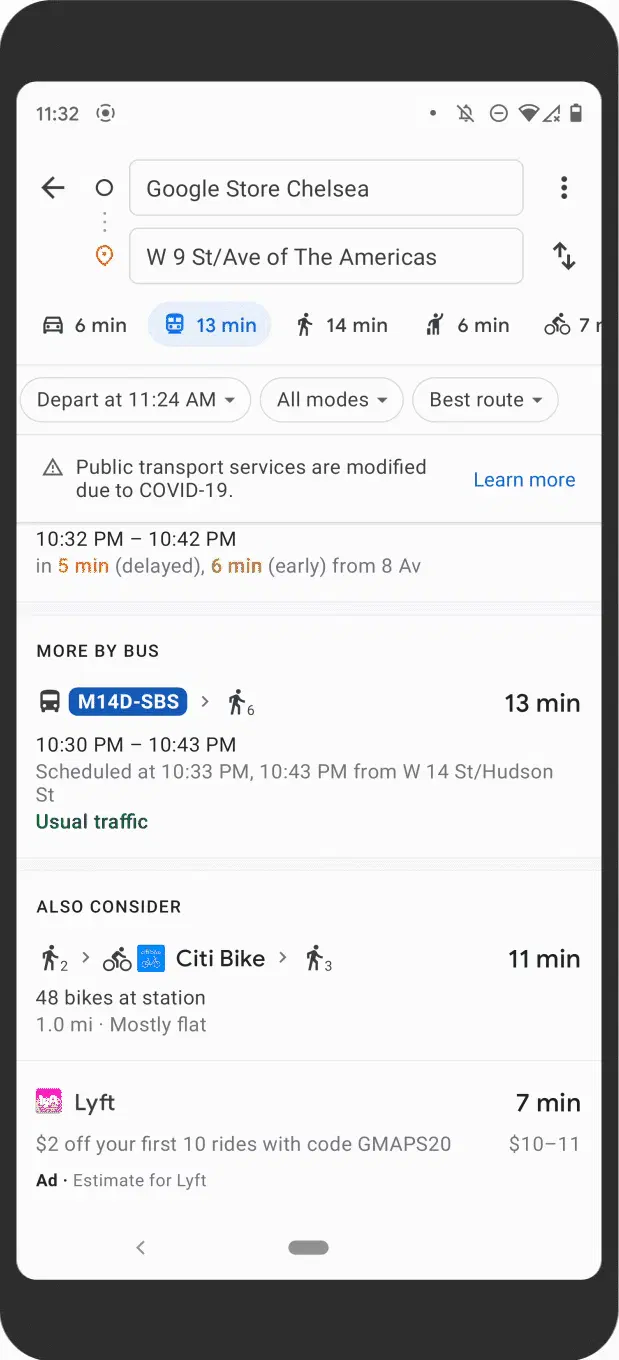 11:32
Google Store Chelsea
W 9 St/Ave of The Americas
6 min 13 min 14 min 6 min 7
Depart at 11:24 AM All modes Best route
Public transport services are modified
due to COVID-19.
Learn more
10:32 PM – 10:42 PM
in 5 min (delayed), 6 min (early) from 8 Av
MORE BY BUS
M14D-SBS 6 13 min
10:30 PM – 10:43 PM
Scheduled at 10:33 PM, 10:43 PM from W 14 St/Hudson
St
Usual traffic
ALSO CONSIDER
2 Citi Bike 3 11 min
48 bikes at station
1.0 mi · Mostly flat
Lyft 7 min
$2 off your first 10 rides with code GMAPS20 $10–11
Ad · Estimate for Lyft